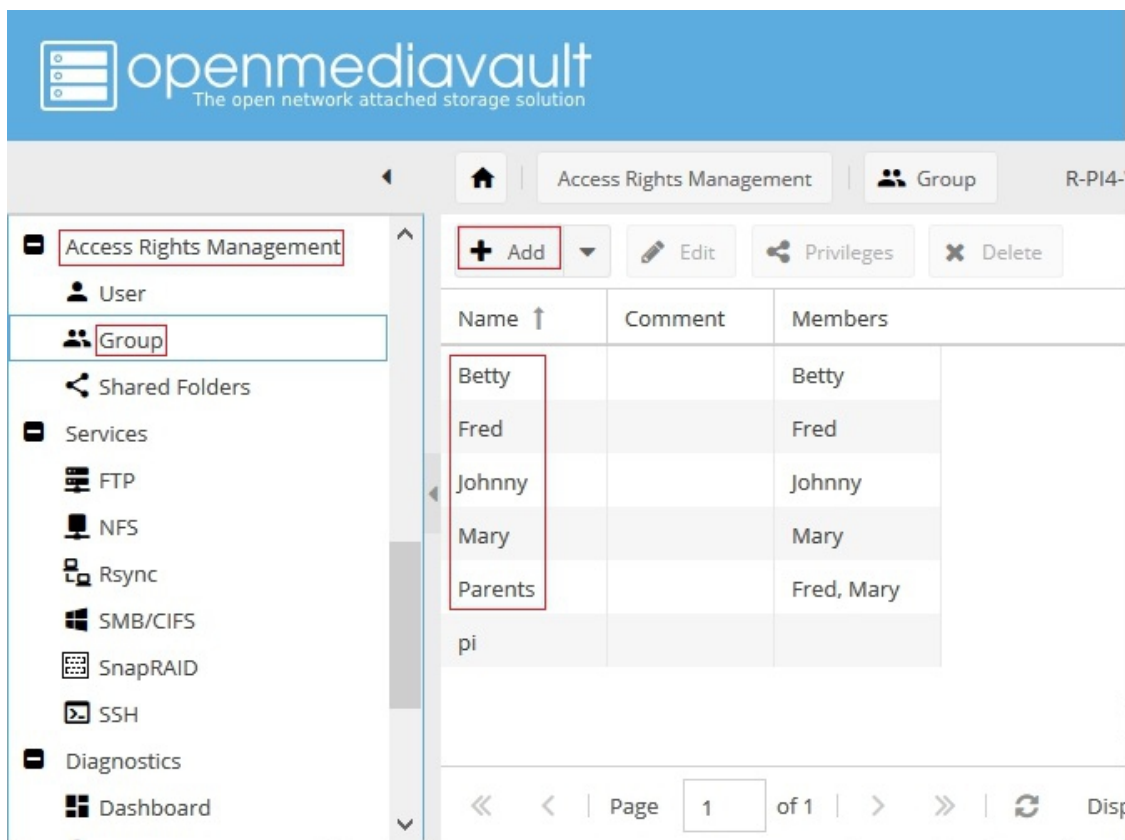 openmediavault
The open network attached storage solution
Access Rights Management
Group
Access Rights Management
User
Group
Shared Folders
Services
FTP
NFS
Rsync
SMB/CIFS
SnapRAID
SSH
Diagnostics
Dashboard
Add
Edit
Privileges
Delete
Name Comment Members
Betty Betty
Fred Fred
Johnny Johnny
Mary Mary
Parents Fred, Mary
pi
Page 1 of 1